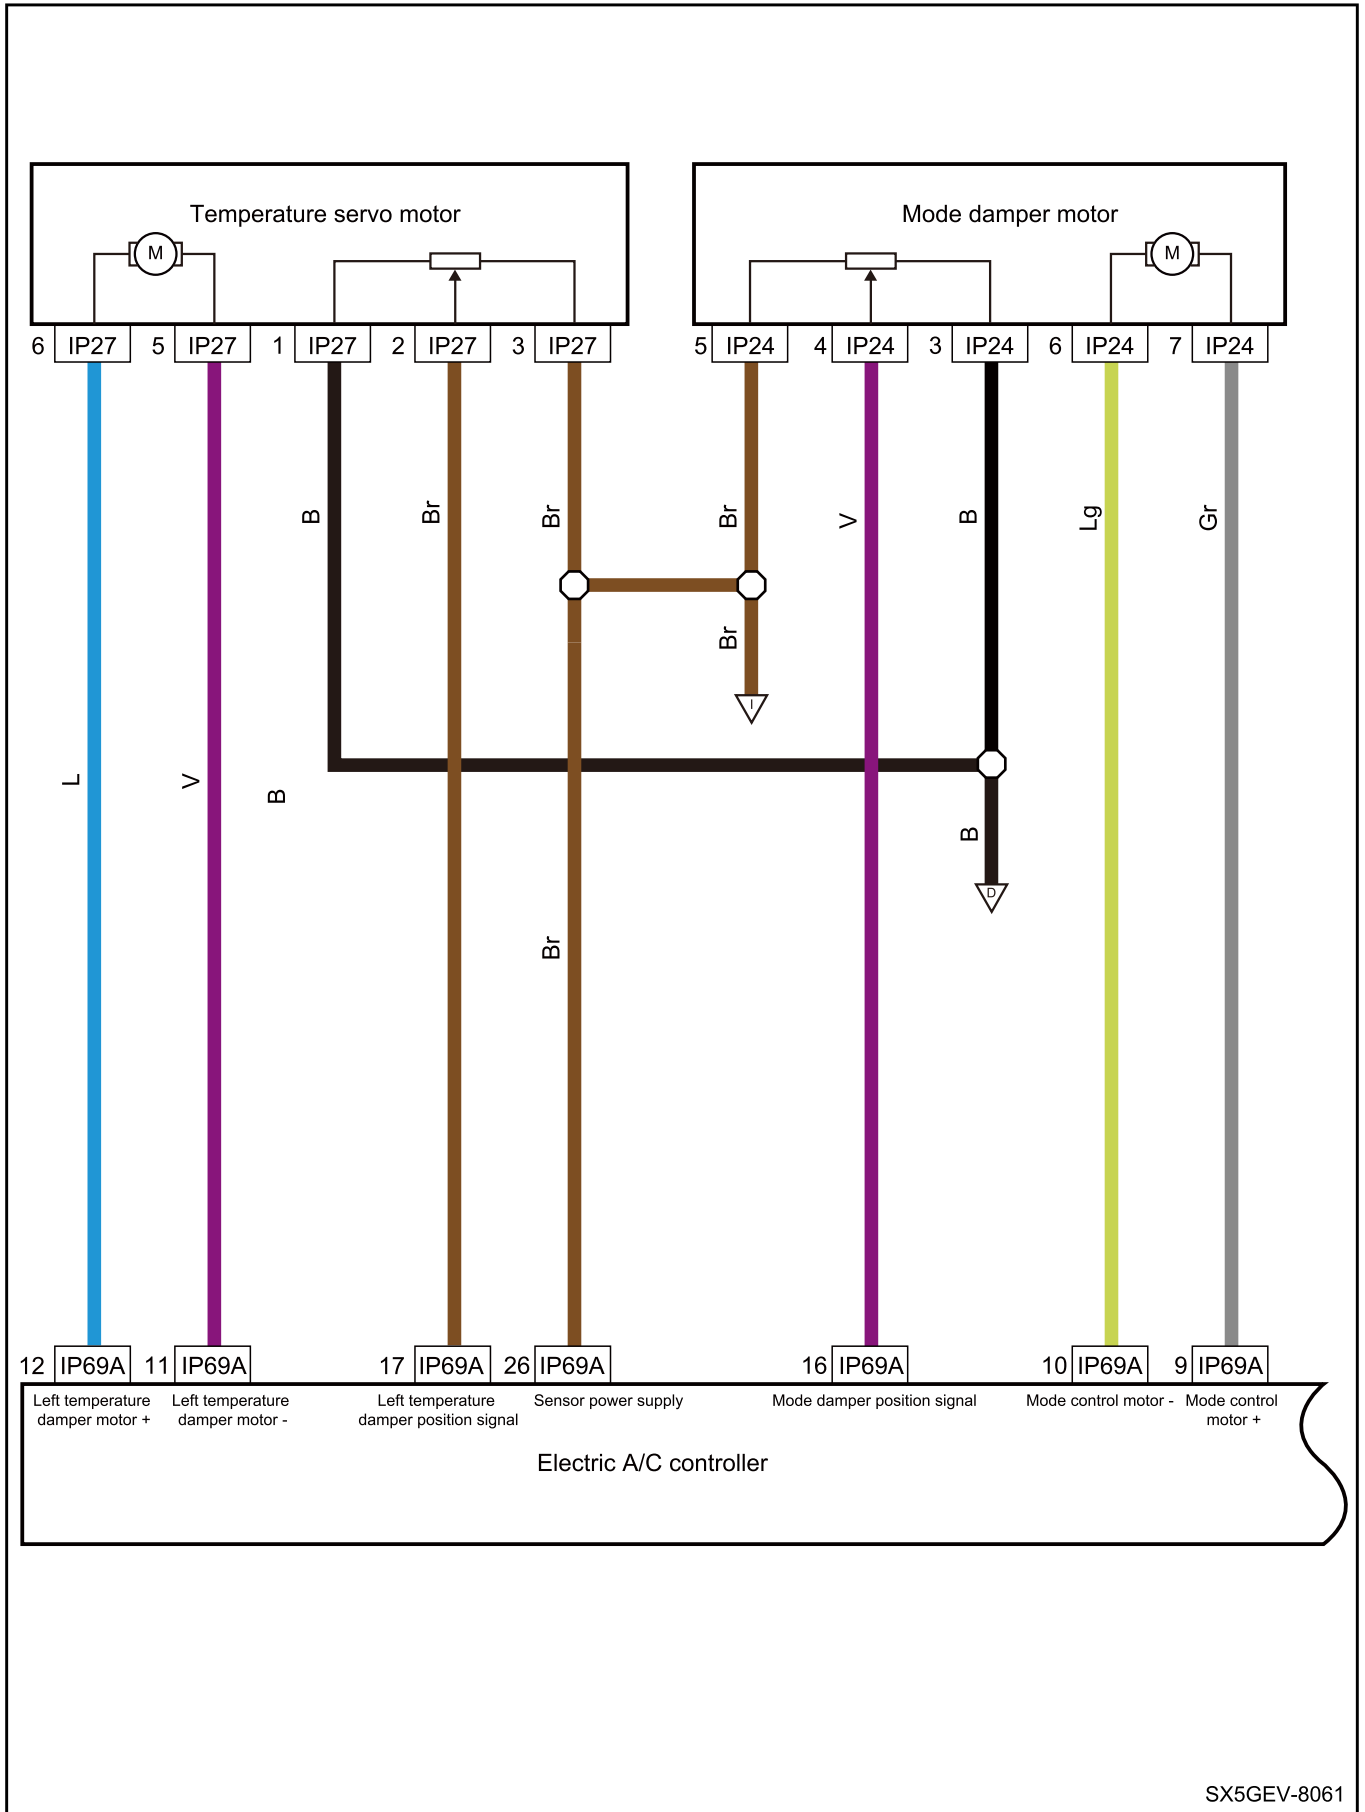 Temperature servo motor
Mode damper motor
M
M
6 IP27 5 IP27 1 IP27 2 IP27 3 IP27 5 IP24 4 IP24 3 IP24 6 IP24 7 IP24
B Br Br Br V B Lg Gr
Br
I
L V B
B
D
Br
12 IP69A 11 IP69A 17 IP69A 26 IP69A 16 IP69A 10 IP69A 9 IP69A
Left temperature
damper motor +
Left temperature
damper motor -
Left temperature
damper position signal
Sensor power supply
Mode damper position signal
Mode control motor -
Mode control
motor +
Electric A/C controller
SX5GEV-8061